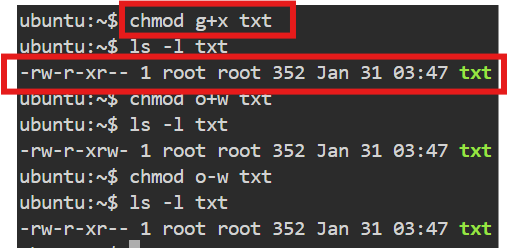 ubuntu:~$ chmod g+x txt
ubuntu:~$ ls -l txt
-rw-r-xr-- 1 root root 352 Jan 31 03:47 txt
ubuntu:~$ chmod o+w txt
ubuntu:~$ ls -l txt
-rw-r-xrw- 1 root root 352 Jan 31 03:47 txt
ubuntu:~$ chmod o-w txt
ubuntu:~$ ls -l txt
-rw-r-xr-- 1 root root 352 Jan 31 03:47 txt